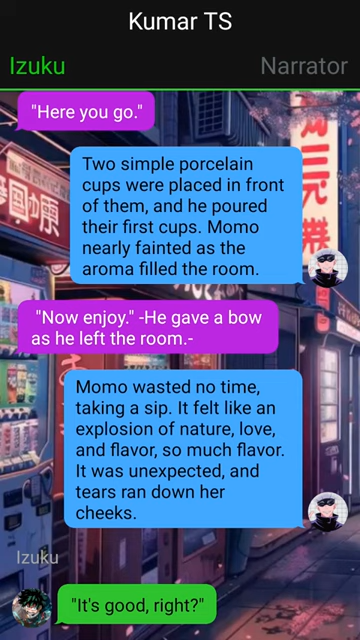 Kumar TS
Izuku Narrator
"Here you go."
Two simple porcelain
cups were placed in front
of them, and he poured
their first cups. Momo
nearly fainted as the
aroma filled the room.
"Now enjoy." -He gave a bow
as he left the room.-
Momo wasted no time,
taking a sip. It felt like an
explosion of nature, love,
and flavor, so much flavor.
It was unexpected, and
tears ran down her
cheeks.
Izuku
"It's good, right?"